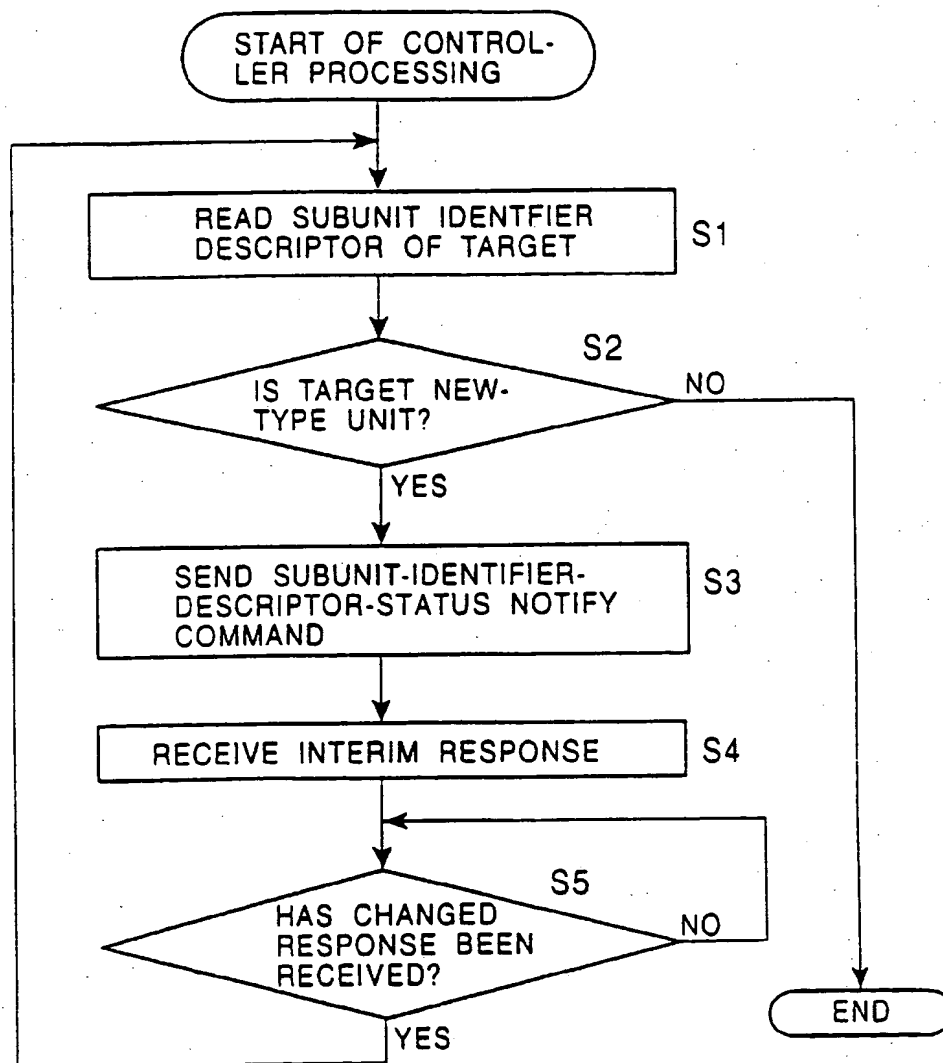 START OF CONTROL-
LER PROCESSING
READ SUBUNIT IDENTFIER
DESCRIPTOR OF TARGET
S1
S2
IS TARGET NEW-
TYPE UNIT?
NO
YES
SEND SUBUNIT-IDENTIFIER-
DESCRIPTOR-STATUS NOTIFY
COMMAND
S3
RECEIVE INTERIM RESPONSE
S4
S5
HAS CHANGED
RESPONSE BEEN
RECEIVED?
NO
YES
END